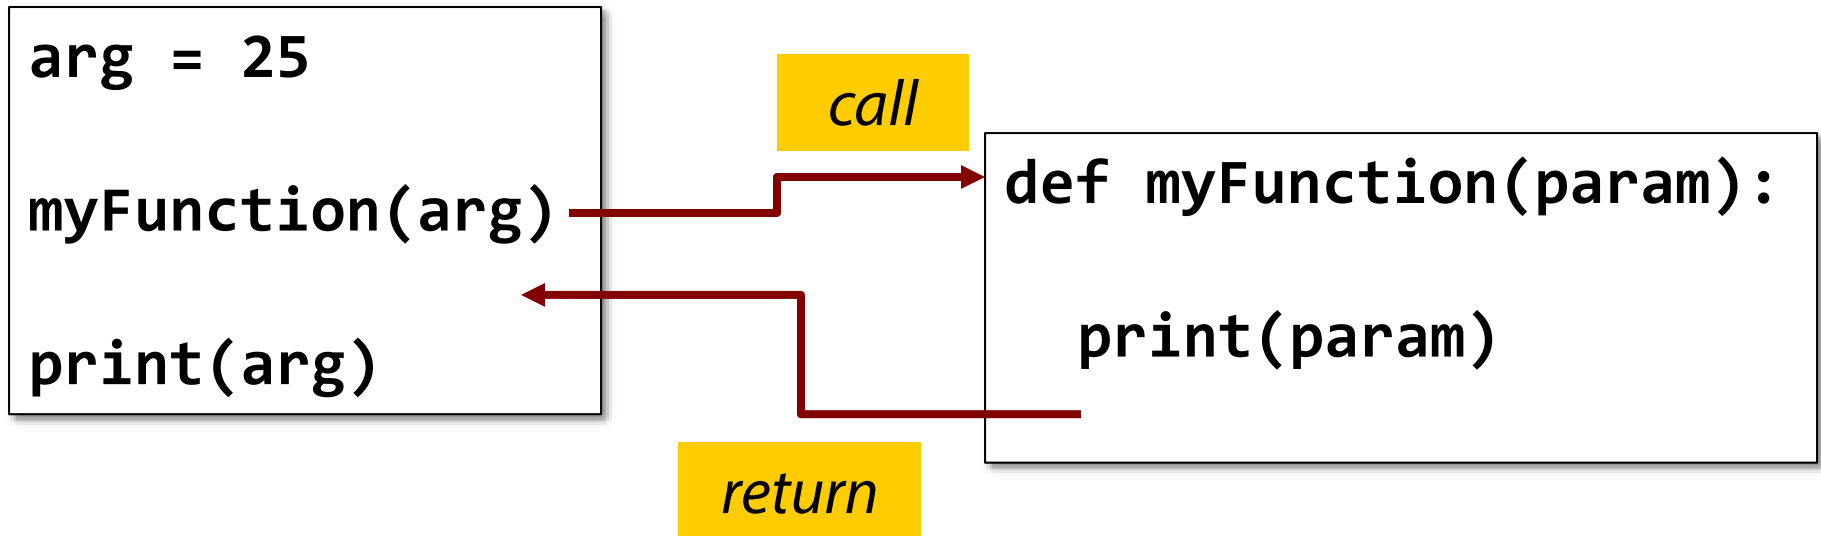 arg = 25
myFunction(arg)
print(arg)
call
def myFunction(param):
print(param)
return